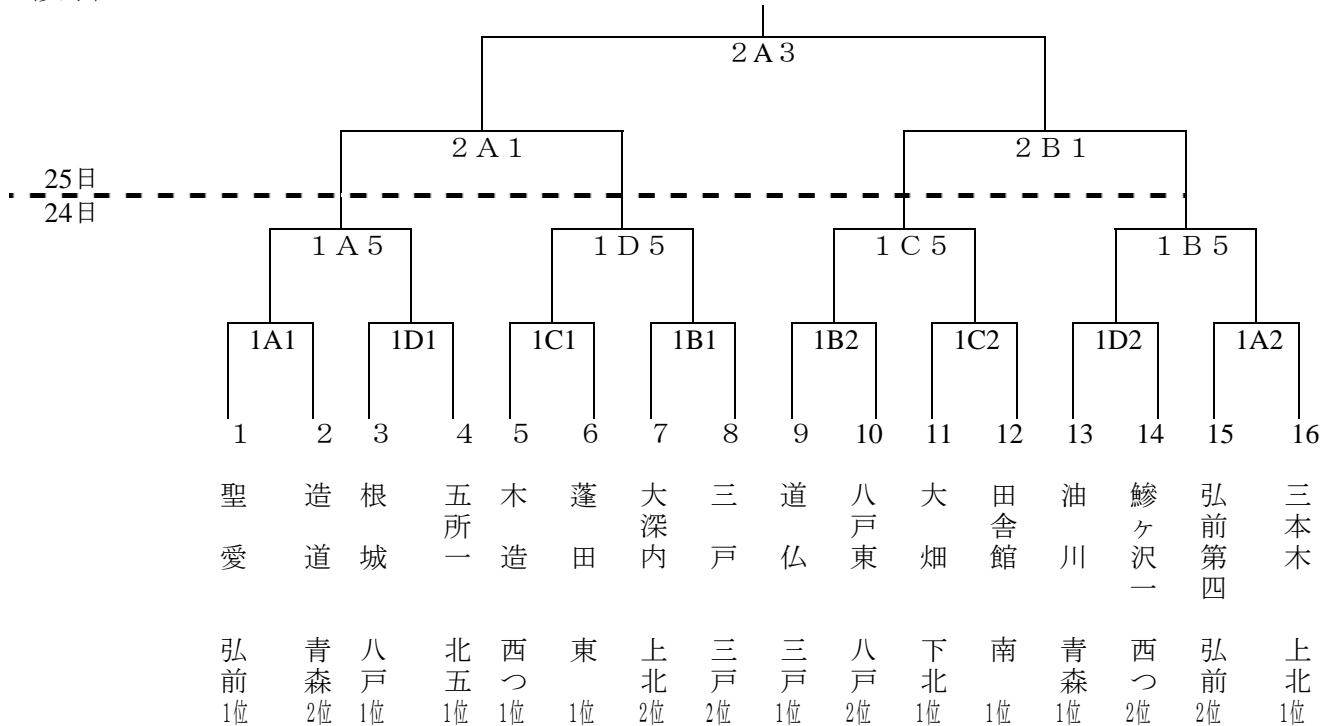 ２Ａ３
２Ａ１ ２Ｂ１
25日
24日
１Ａ５ １Ｄ５ １Ｃ５ １Ｂ５
1A1 1D1 1C1 1B1 1B2 1C2 1D2 1A2
1 2 3 4 5 6 7 8 9 10 11 12 13 14 15 16
聖愛 造道 根城 五所一 木造 蓬田 大深内 三戸 道仏 八戸東 大畑 田舎館 油川 鰺ヶ沢一 弘前第四 三本木
弘前 青森 八戸 北五 西つ 東 上北 三戸 三戸 八戸 下北 南 青森 西つ 弘前 上北
1位 2位 1位 1位 1位 1位 2位 2位 1位 2位 1位 1位 1位 2位 1位 1位